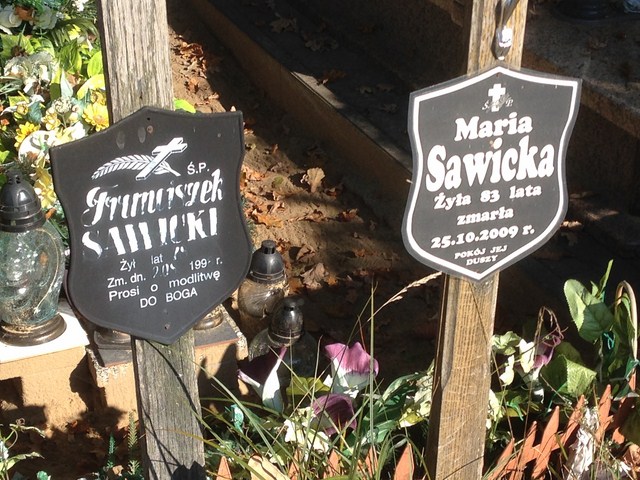 Ś.P.
Franciszek
SAWICKI
Żył lat
Zm. dn. 199 r.
Prosi o modlitwę
DO BOGA
Ś. P.
Maria
Sawicka
Żyła 83 lata
zmarła
25.10.2009 r.
POKÓJ JEJ
DUSZY